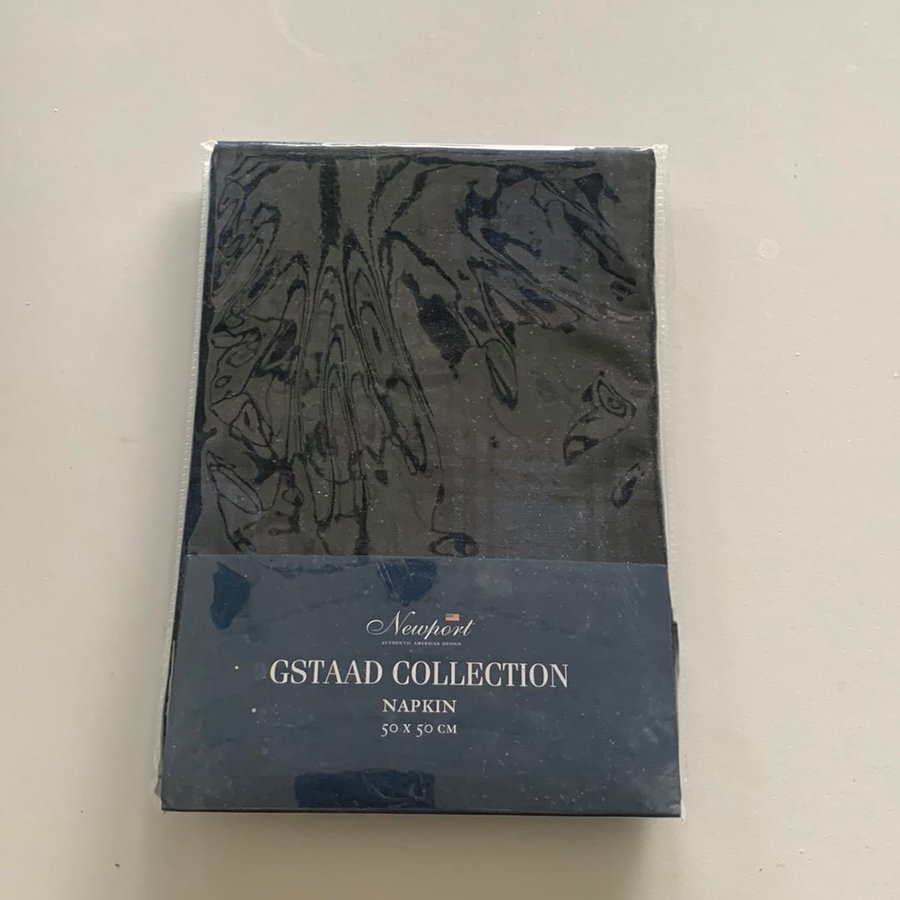 Newport
AUTHENTIC AMERICAN DESIGN
GSTAAD COLLECTION
NAPKIN
50 X 50 CM